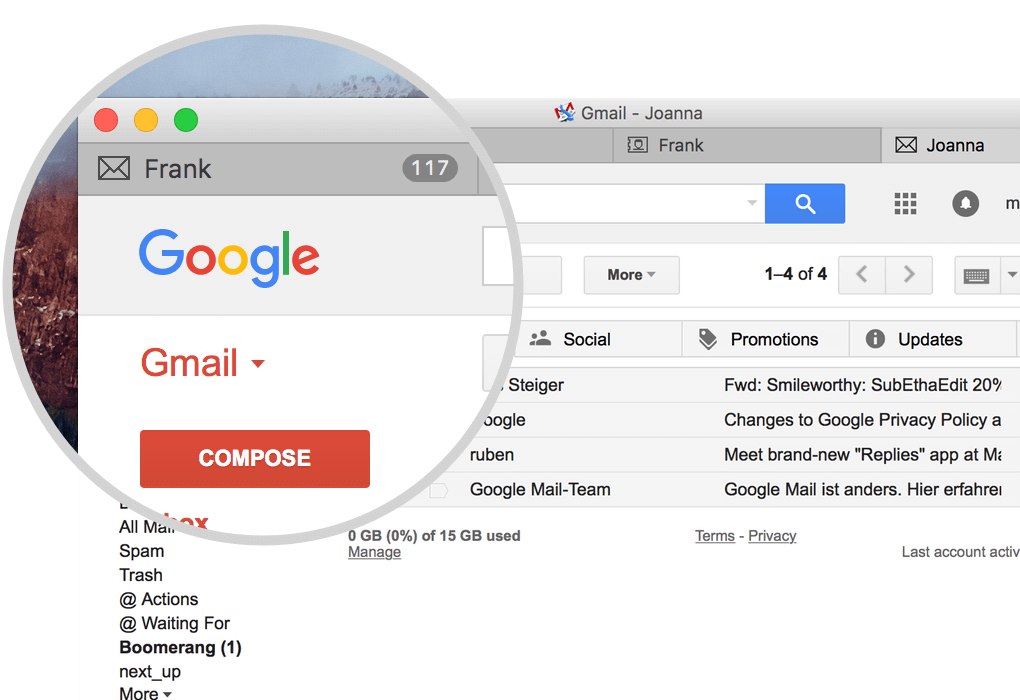 Gmail - Joanna
Frank 117
Frank
Joanna
Google
More
1–4 of 4
Gmail
Social
Promotions
Updates
COMPOSE
Steiger Fwd: Smileworthy: SubEthaEdit 20%
oogle Changes to Google Privacy Policy a
ruben Meet brand-new "Replies" app at Ma
Google Mail-Team Google Mail ist anders. Hier erfahren
box
All Mai
Spam
Trash
@ Actions
@ Waiting For
Boomerang (1)
next_up
More
0 GB (0%) of 15 GB used
Manage
Terms - Privacy
Last account activ